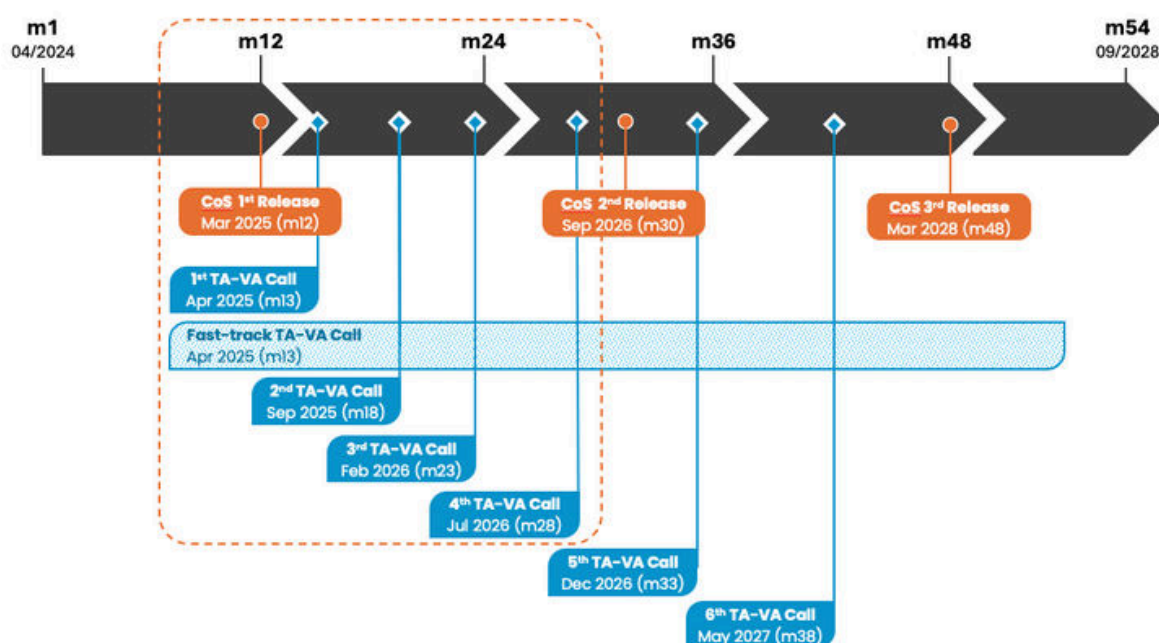 m1
04/2024
m12
m24
m36
m48
m54
09/2028
CoS 1st Release
Mar 2025 (m12)
CoS 2nd Release
Sep 2026 (m30)
CoS 3rd Release
Mar 2028 (m48)
1st TA-VA Call
Apr 2025 (m13)
Fast-track TA-VA Call
Apr 2025 (m13)
2nd TA-VA Call
Sep 2025 (m18)
3rd TA-VA Call
Feb 2026 (m23)
4th TA-VA Call
Jul 2026 (m28)
5th TA-VA Call
Dec 2026 (m33)
6th TA-VA Call
May 2027 (m38)